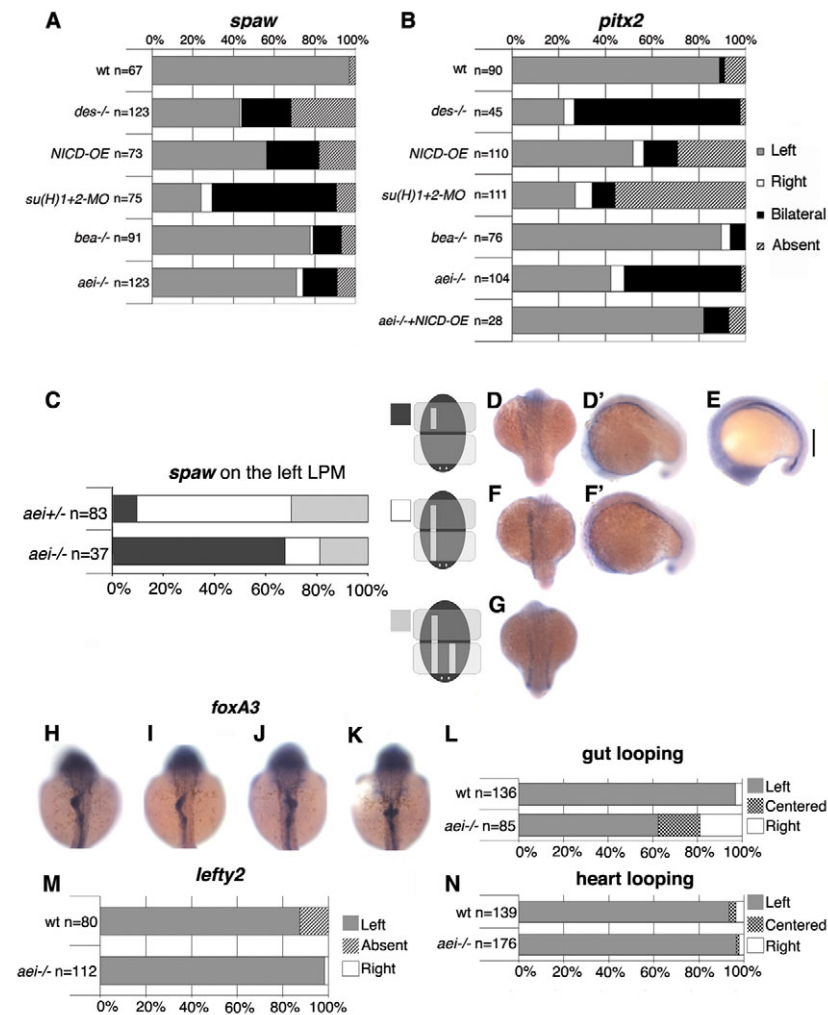 A
spaw
0% 20% 40% 60% 80% 100%
wt n=67
des-/- n=123
NICD-OE n=73
su(H)1+2-MO n=75
bea-/- n=91
aei-/- n=123
B
pitx2
0% 20% 40% 60% 80% 100%
wt n=90
des-/- n=45
NICD-OE n=110
su(H)1+2-MO n=111
bea-/- n=76
aei-/- n=104
aei-/-+NICD-OE n=28
Left
Right
Bilateral
Absent
C
spaw on the left LPM
aei+/- n=83
aei-/- n=37
0% 20% 40% 60% 80% 100%
D D' E
F F'
G
foxA3
H I J K
L
gut looping
wt n=136
aei-/- n=85
0% 20% 40% 60% 80% 100%
Left
Centered
Right
M
lefty2
wt n=80
aei-/- n=112
0% 20% 40% 60% 80% 100%
Left
Absent
Right
N
heart looping
wt n=139
aei-/- n=176
0% 20% 40% 60% 80% 100%
Left
Centered
Right